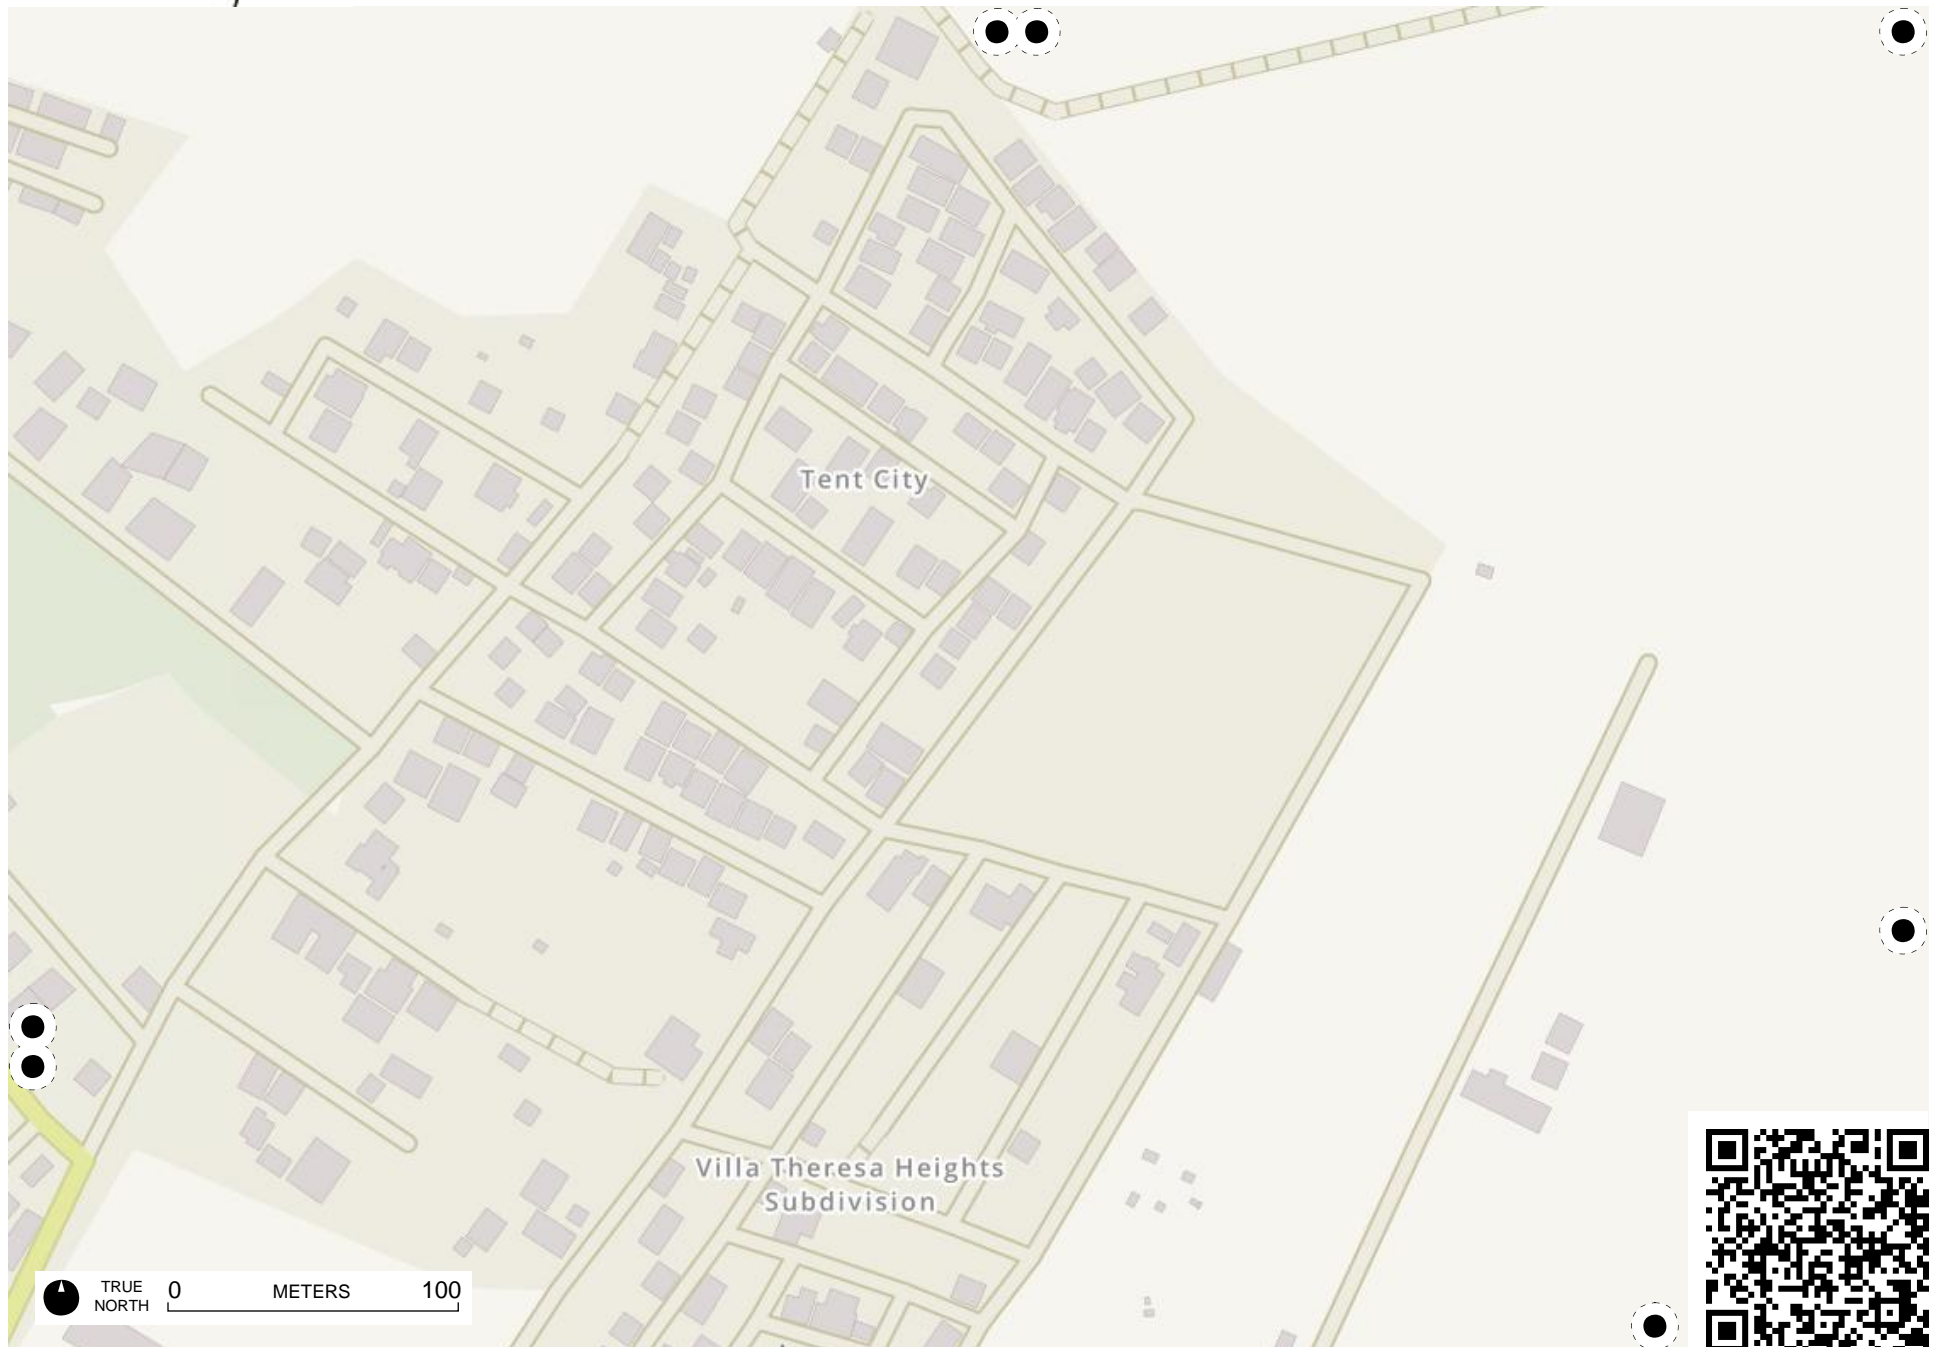 Tent City
Villa Theresa Heights
Subdivision
TRUE
NORTH
0 METERS 100